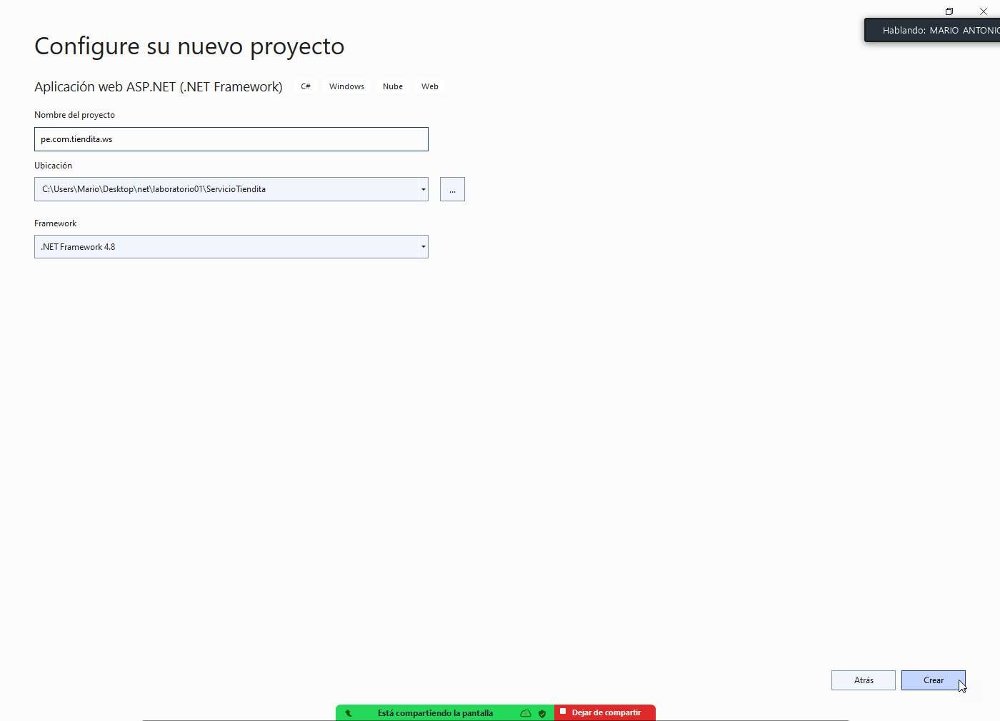 Hablando: MARIO ANTONIO
Configure su nuevo proyecto
Aplicación web ASP.NET (.NET Framework) C# Windows Nube Web
Nombre del proyecto
pe.com.tiendita.ws
Ubicación
C:\Users\Mario\Desktop\net\laboratorio01\ServicioTiendita
...
Framework
.NET Framework 4.8
Atrás Crear
Está compartiendo la pantalla Dejar de compartir